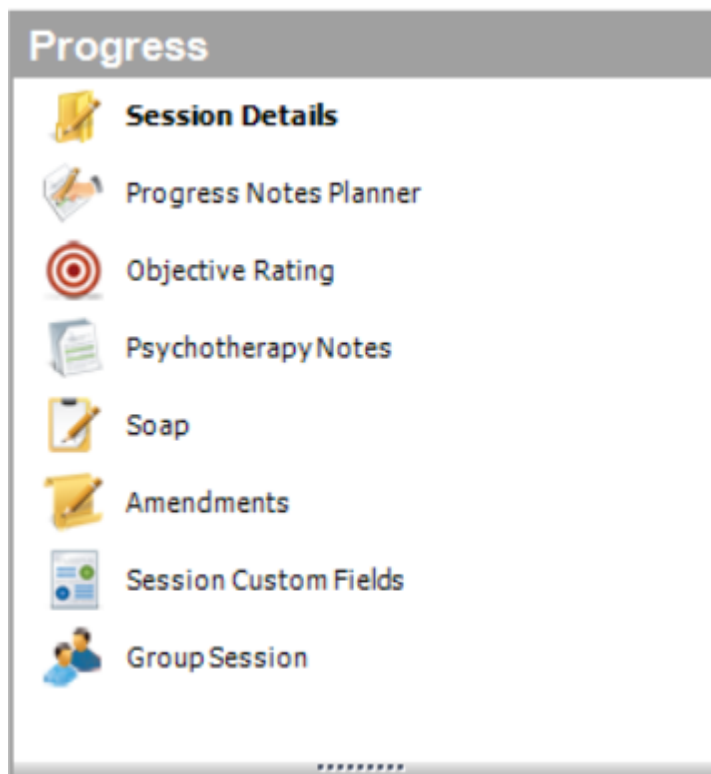 Progress
Session Details
Progress Notes Planner
Objective Rating
Psychotherapy Notes
Soap
Amendments
Session Custom Fields
Group Session